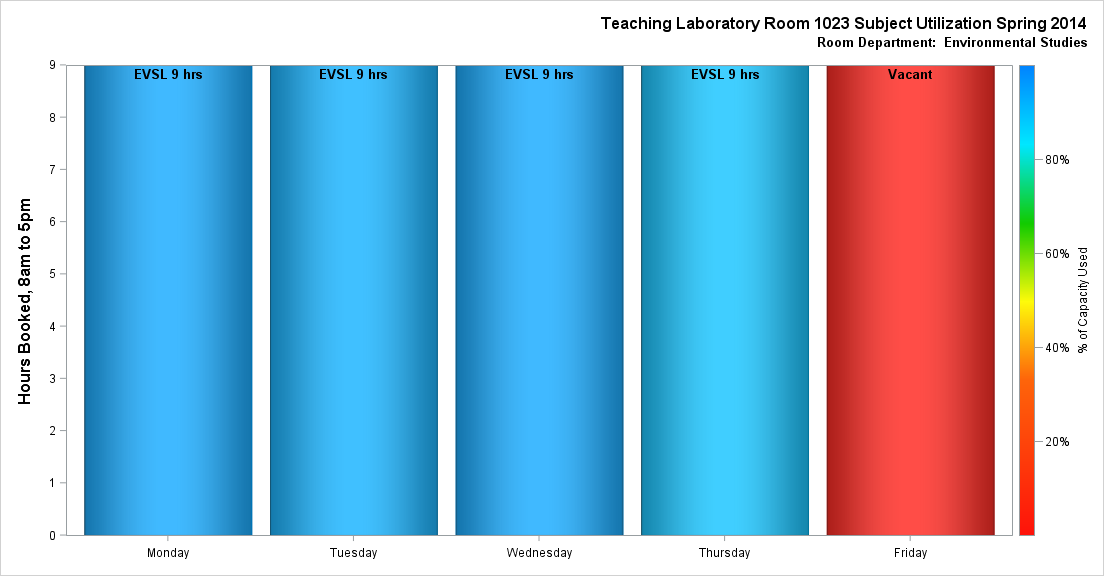 Teaching Laboratory Room 1023 Subject Utilization Spring 2014
Room Department: Environmental Studies
EVSL 9 hrs
EVSL 9 hrs
EVSL 9 hrs
EVSL 9 hrs
Vacant
Hours Booked, 8am to 5pm
9
8
7
6
5
4
3
2
1
0
Monday
Tuesday
Wednesday
Thursday
Friday
80%
60%
40%
20%
% of Capacity Used